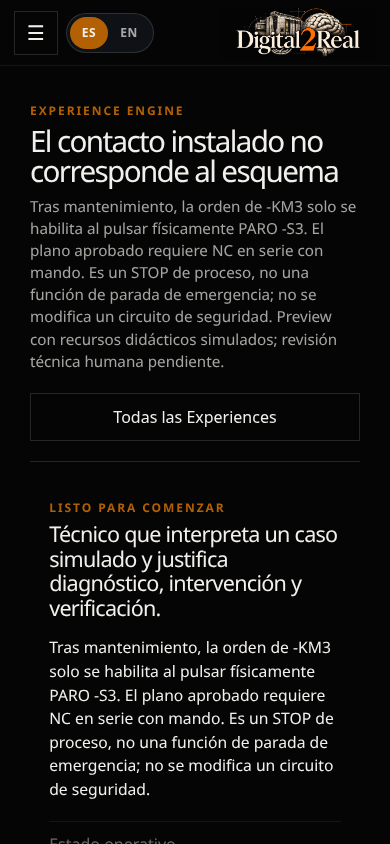 ☰
ES
EN
Digital2Real
EXPERIENCE ENGINE
El contacto instalado no
corresponde al esquema
Tras mantenimiento, la orden de -KM3 solo se
habilita al pulsar físicamente PARO -S3. El
plano aprobado requiere NC en serie con
mando. Es un STOP de proceso, no una
función de parada de emergencia; no se
modifica un circuito de seguridad. Preview
con recursos didácticos simulados; revisión
técnica humana pendiente.
Todas las Experiences
LISTO PARA COMENZAR
Técnico que interpreta un caso
simulado y justifica
diagnóstico, intervención y
verificación.
Tras mantenimiento, la orden de -KM3
solo se habilita al pulsar físicamente
PARO -S3. El plano aprobado requiere
NC en serie con mando. Es un STOP de
proceso, no una función de parada de
emergencia; no se modifica un circuito
de seguridad.
Estado operativo